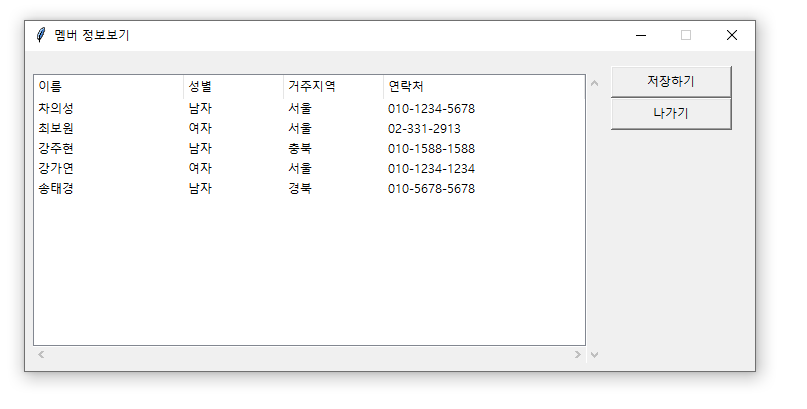 멤버 정보보기
이름 성별 거주지역 연락처
차의성 남자 서울 010-1234-5678
최보원 여자 서울 02-331-2913
강주현 남자 충북 010-1588-1588
강가연 여자 서울 010-1234-1234
송태경 남자 경북 010-5678-5678
저장하기
나가기